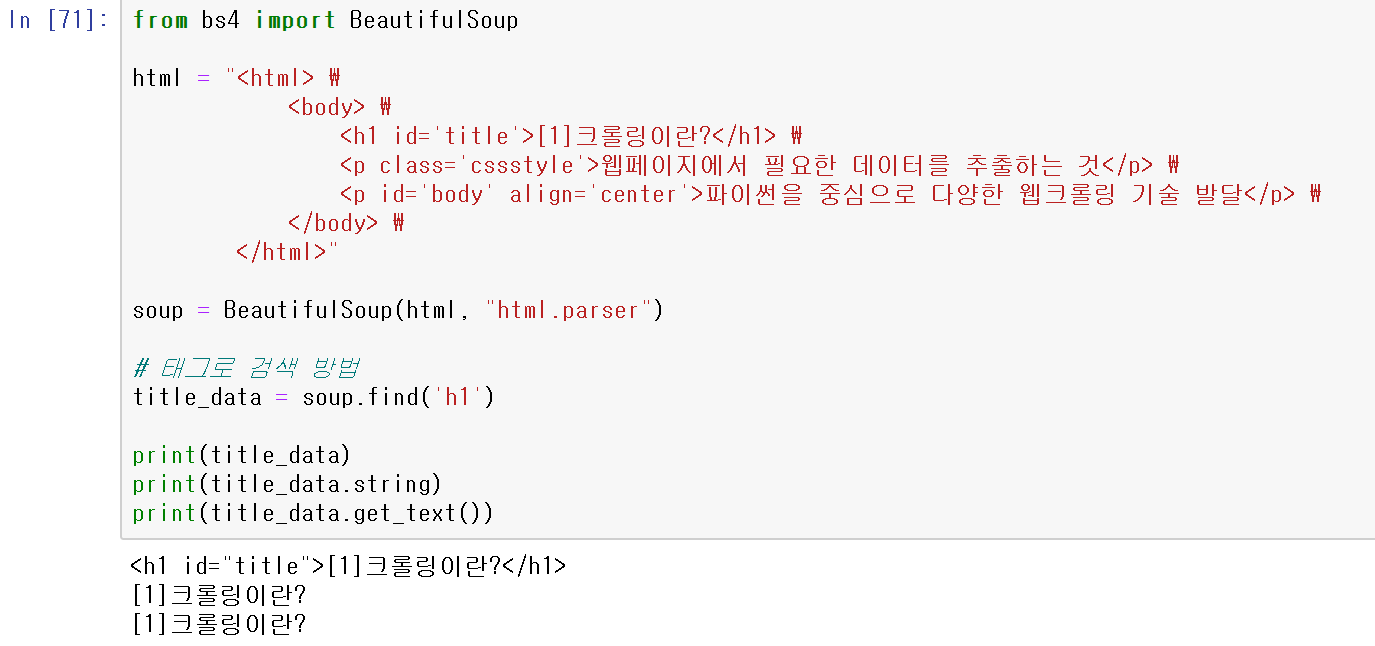 In [71]: from bs4 import BeautifulSoup
html = "<html> ₩
<body> ₩
<h1 id='title'>[1]크롤링이란?</h1> ₩
<p class='cssstyle'>웹페이지에서 필요한 데이터를 추출하는 것</p> ₩
<p id='body' align='center'>파이썬을 중심으로 다양한 웹크롤링 기술 발달</p> ₩
</body> ₩
</html>"
soup = BeautifulSoup(html, "html.parser")
# 태그로 검색 방법
title_data = soup.find('h1')
print(title_data)
print(title_data.string)
print(title_data.get_text())
<h1 id="title">[1]크롤링이란?</h1>
[1]크롤링이란?
[1]크롤링이란?